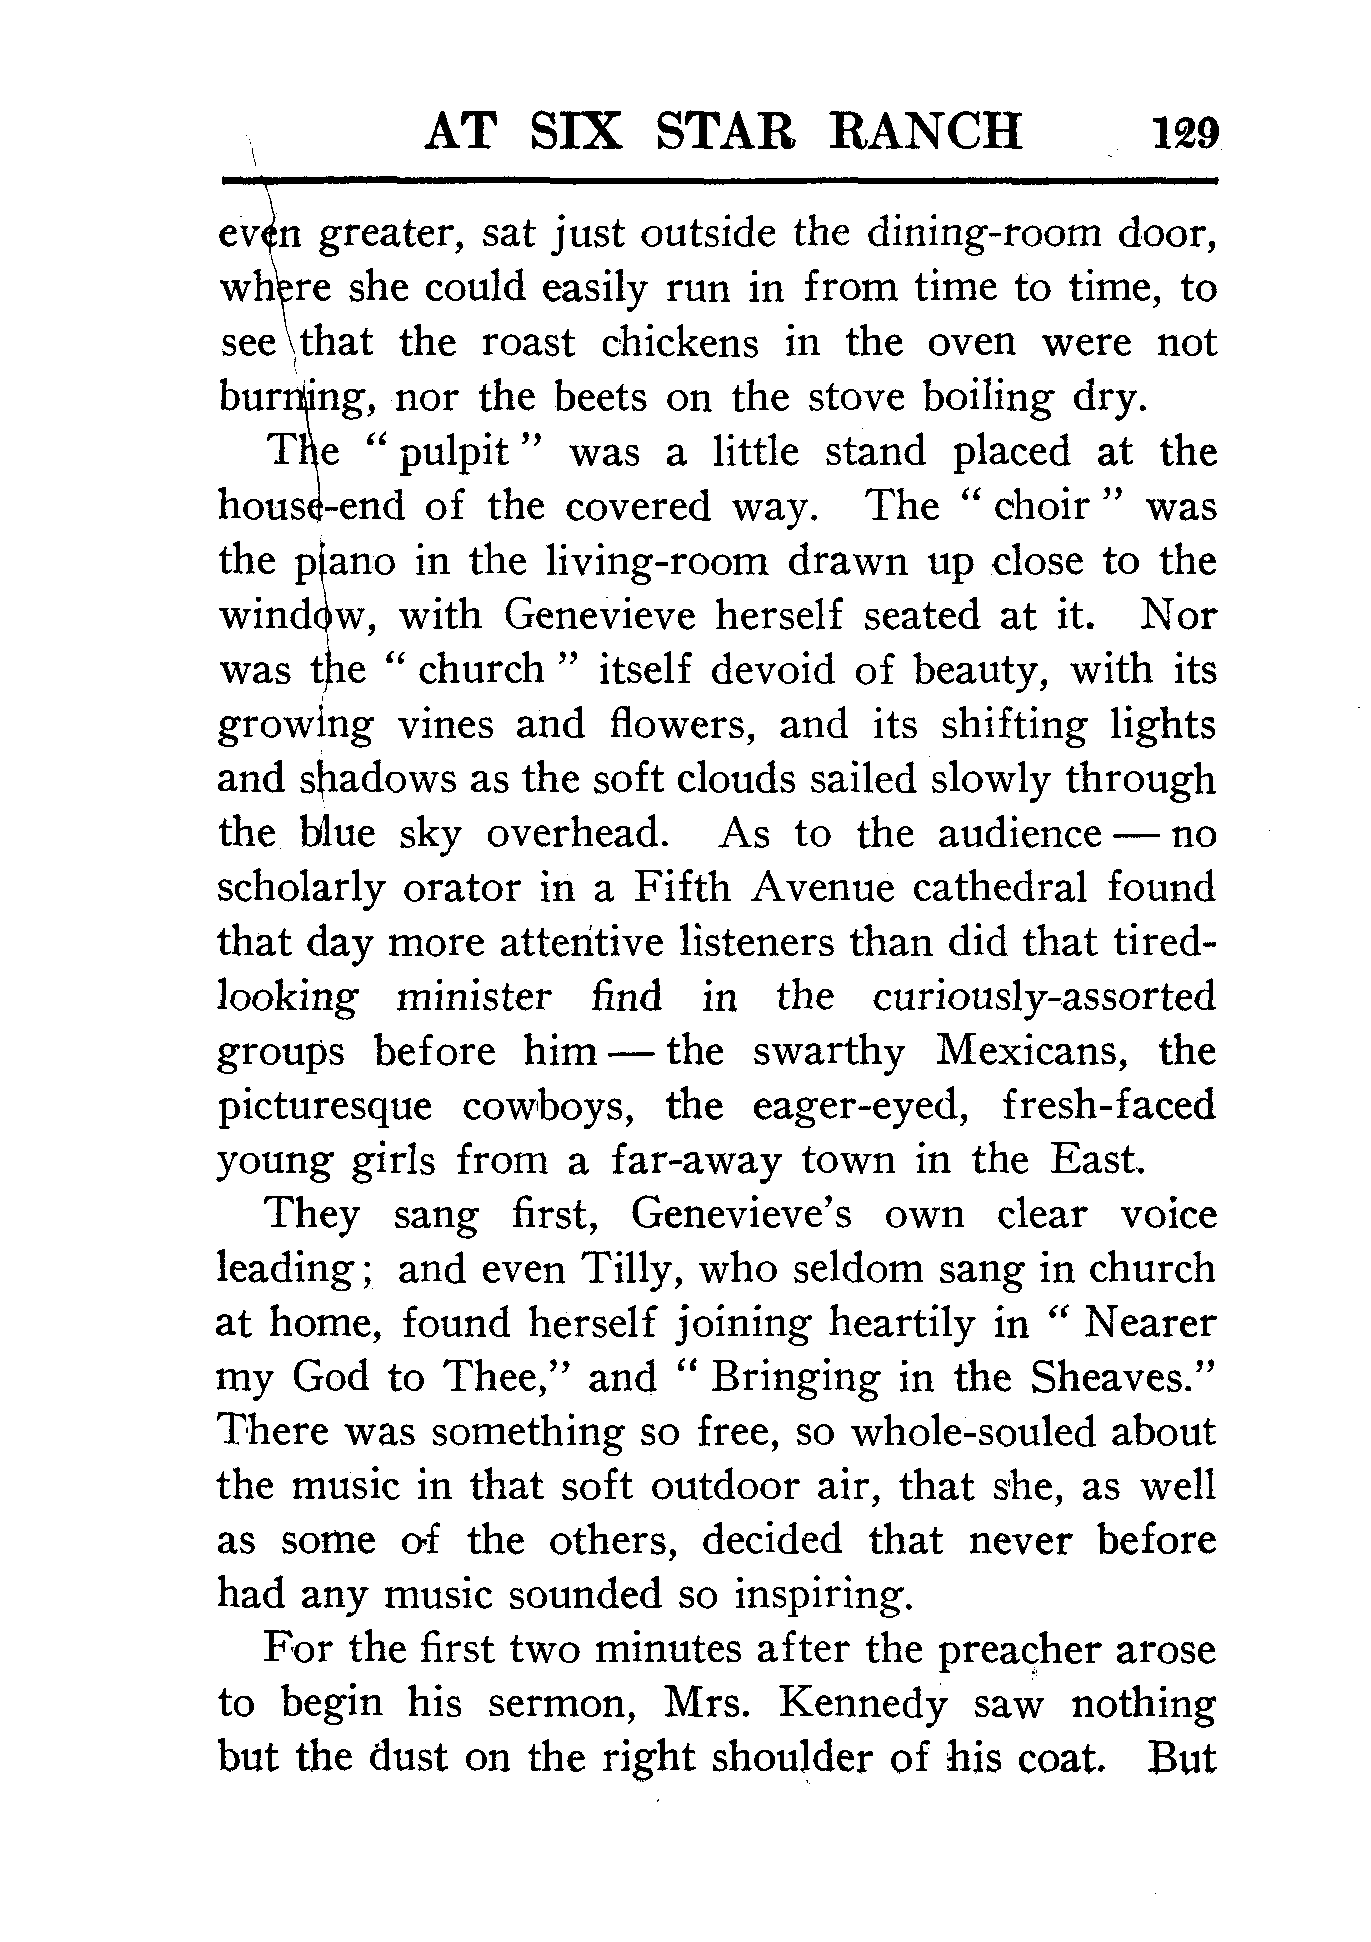 AT SIX STAR RANCH 129
even greater, sat just outside the dining-room door,
where she could easily run in from time to time, to
see that the roast chickens in the oven were not
burning, nor the beets on the stove boiling dry.
The " pulpit " was a little stand placed at the
house-end of the covered way. The " choir " was
the piano in the living-room drawn up close to the
window, with Genevieve herself seated at it. Nor
was the " church " itself devoid of beauty, with its
growing vines and flowers, and its shifting lights
and shadows as the soft clouds sailed slowly through
the blue sky overhead. As to the audience — no
scholarly orator in a Fifth Avenue cathedral found
that day more attentive listeners than did that tired-
looking minister find in the curiously-assorted
groups before him — the swarthy Mexicans, the
picturesque cowboys, the eager-eyed, fresh-faced
young girls from a far-away town in the East.
They sang first, Genevieve's own clear voice
leading; and even Tilly, who seldom sang in church
at home, found herself joining heartily in " Nearer
my God to Thee," and " Bringing in the Sheaves."
There was something so free, so whole-souled about
the music in that soft outdoor air, that she, as well
as some of the others, decided that never before
had any music sounded so inspiring.
For the first two minutes after the preacher arose
to begin his sermon, Mrs. Kennedy saw nothing
but the dust on the right shoulder of his coat. But